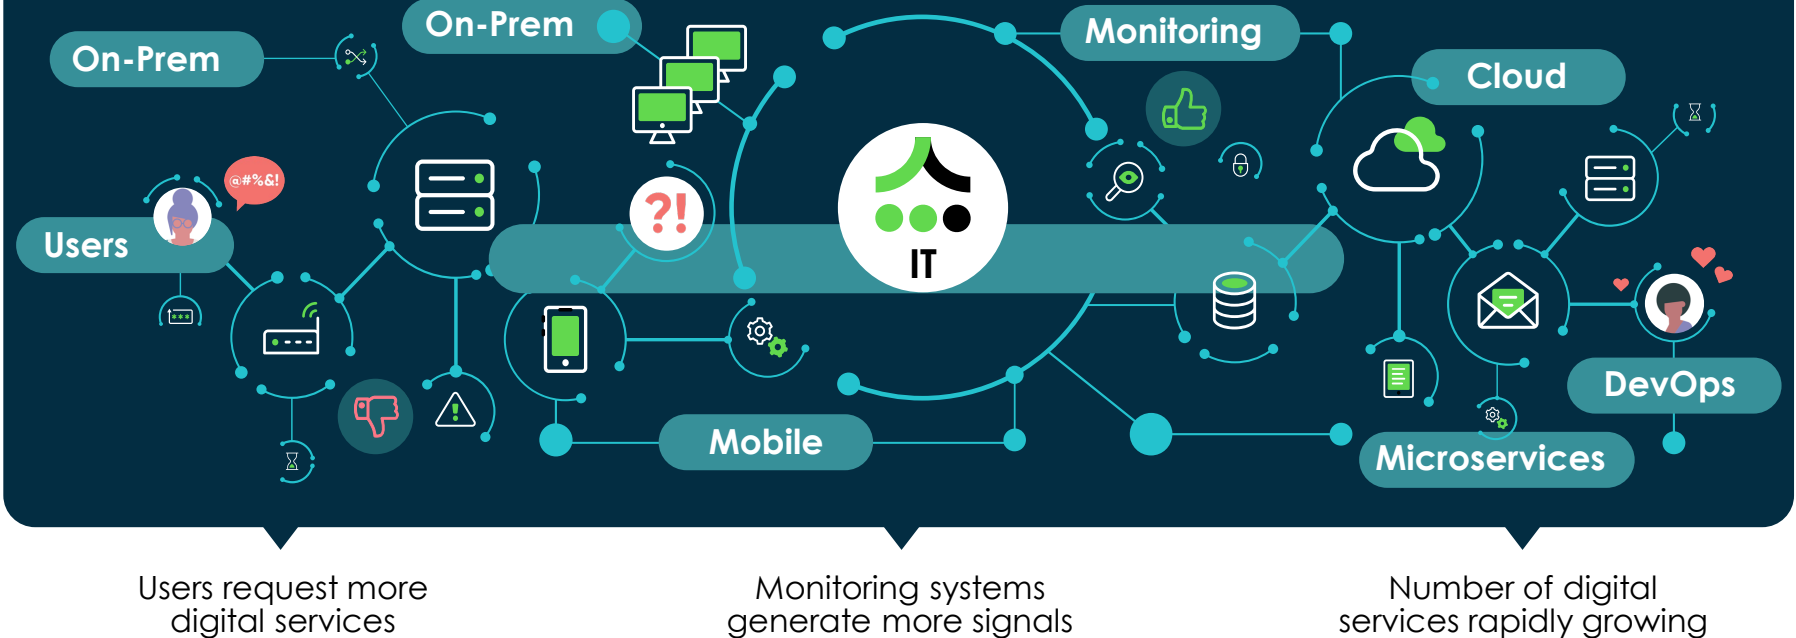 On-Prem
On-Prem
Monitoring
Cloud
@#%&!
Users
?!
IT
***
Mobile
DevOps
Microservices
Users request more
digital services
Monitoring systems
generate more signals
Number of digital
services rapidly growing